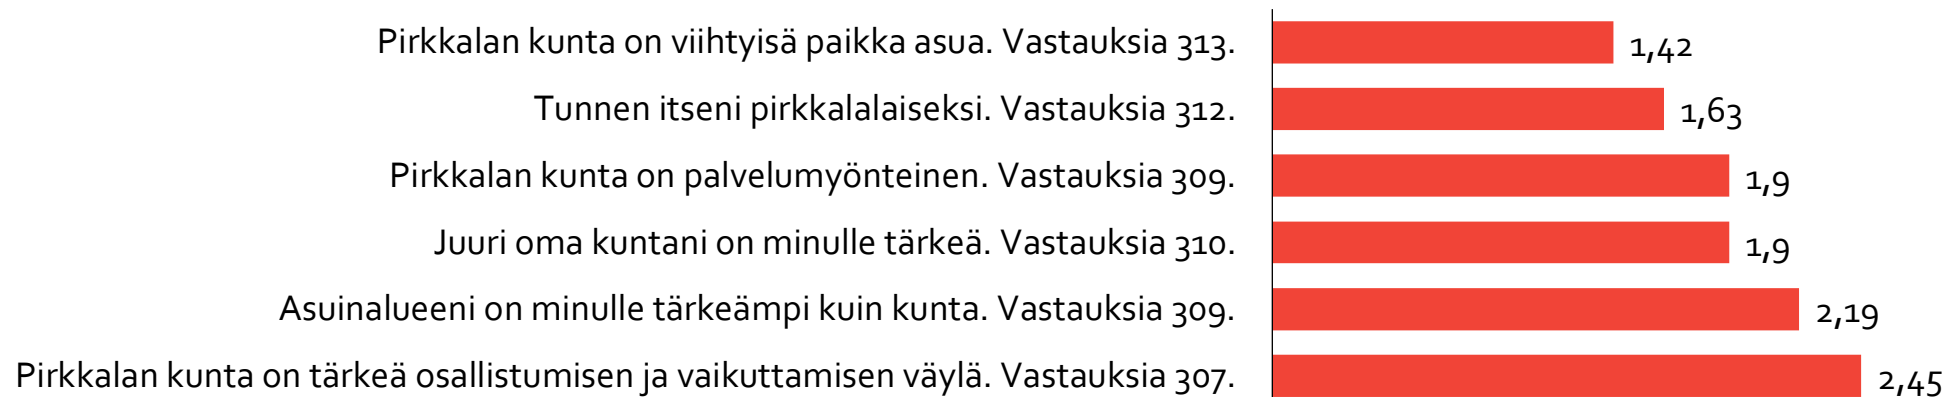 Pirkkalan kunta on viihtyisä paikka asua. Vastauksia 313. 1,42
Tunnen itseni pirkkalalaiseksi. Vastauksia 312. 1,63
Pirkkalan kunta on palvelumyönteinen. Vastauksia 309. 1,9
Juuri oma kuntani on minulle tärkeä. Vastauksia 310. 1,9
Asuinalueeni on minulle tärkeämpi kuin kunta. Vastauksia 309. 2,19
Pirkkalan kunta on tärkeä osallistumisen ja vaikuttamisen väylä. Vastauksia 307. 2,45